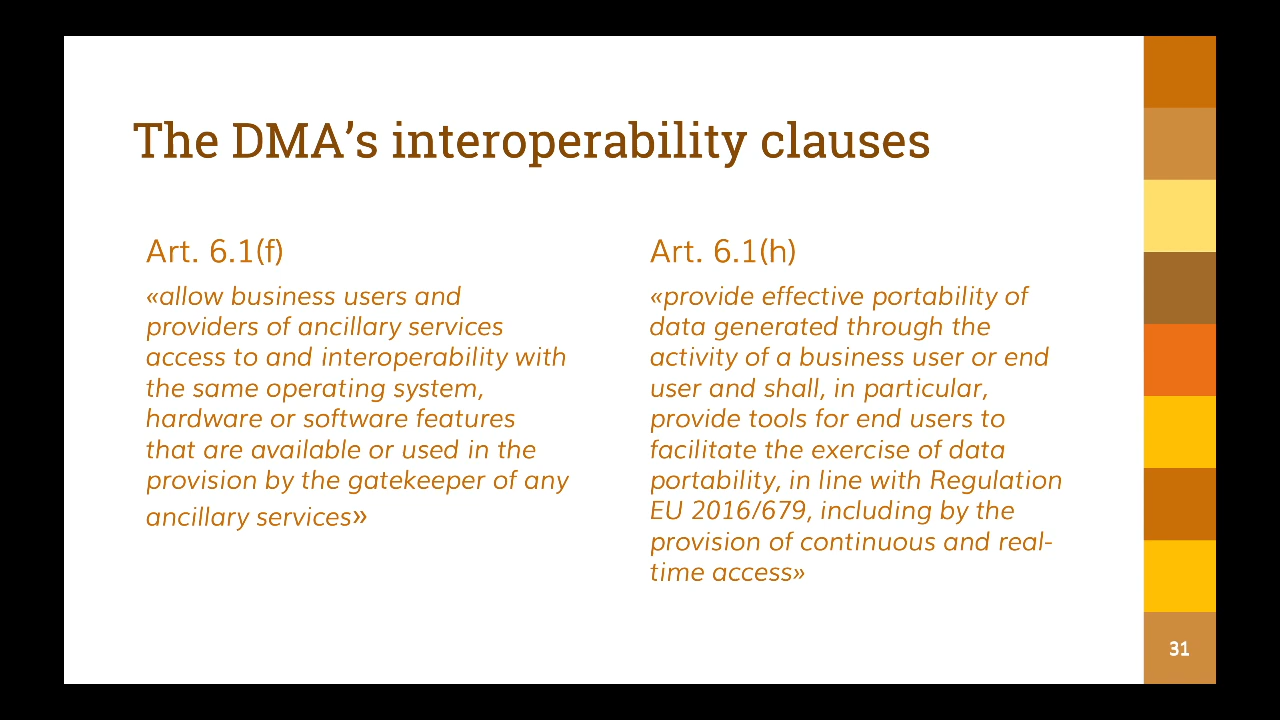 The DMA’s interoperability clauses
Art. 6.1(f)
«allow business users and
providers of ancillary services
access to and interoperability with
the same operating system,
hardware or software features
that are available or used in the
provision by the gatekeeper of any
ancillary services»
Art. 6.1(h)
«provide effective portability of
data generated through the
activity of a business user or end
user and shall, in particular,
provide tools for end users to
facilitate the exercise of data
portability, in line with Regulation
EU 2016/679, including by the
provision of continuous and real-
time access»
31